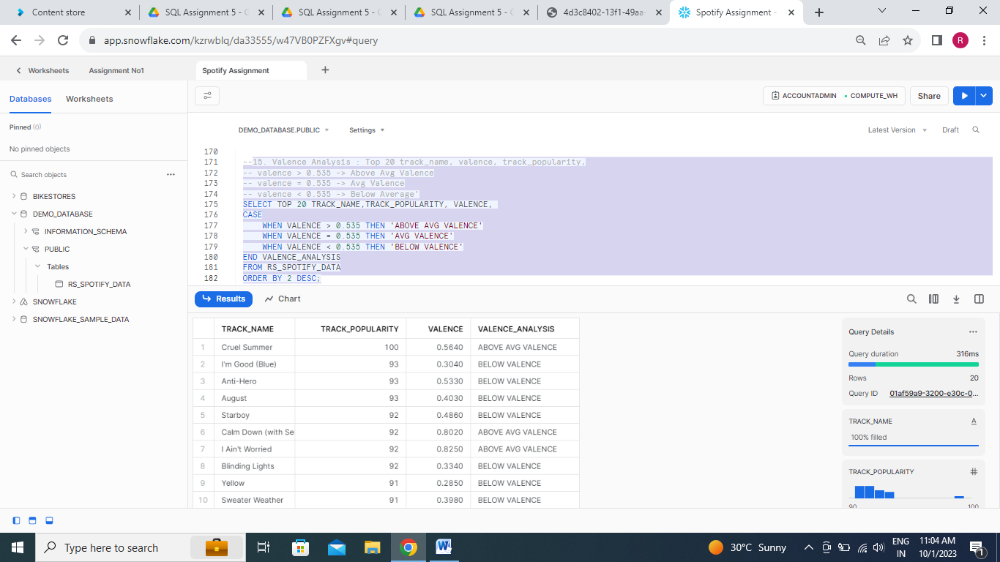 Content store
SQL Assignment 5 - G
SQL Assignment 5 - G
SQL Assignment 5 - G
4d3c8402-13f1-49aa-
Spotify Assignment -
app.snowflake.com/kzrwblq/da33555/w47VB0PZFXgv#query
R
Worksheets
Assignment No1
Spotify Assignment
Databases
Worksheets
ACCOUNTADMIN
COMPUTE_WH
Share
Pinned (0)
No pinned objects
Search objects
BIKESTORES
DEMO_DATABASE
INFORMATION_SCHEMA
PUBLIC
Tables
RS_SPOTIFY_DATA
SNOWFLAKE
SNOWFLAKE_SAMPLE_DATA
DEMO_DATABASE.PUBLIC
Settings
Latest Version
Draft
170
171 --15. Valence Analysis : Top 20 track_name, valence, track_popularity,
172 -- valence > 0.535 -> Above Avg Valence
173 -- valence = 0.535 -> Avg Valence
174 -- valence < 0.535 -> Below Average'
175 SELECT TOP 20 TRACK_NAME,TRACK_POPULARITY, VALENCE,
176 CASE
177 WHEN VALENCE > 0.535 THEN 'ABOVE AVG VALENCE'
178 WHEN VALENCE = 0.535 THEN 'AVG VALENCE'
179 WHEN VALENCE < 0.535 THEN 'BELOW VALENCE'
180 END VALENCE_ANALYSIS
181 FROM RS_SPOTIFY_DATA
182 ORDER BY 2 DESC;
Results
Chart
TRACK_NAME TRACK_POPULARITY VALENCE VALENCE_ANALYSIS
1 Cruel Summer 100 0.5640 ABOVE AVG VALENCE
2 I'm Good (Blue) 93 0.3040 BELOW VALENCE
3 Anti-Hero 93 0.5330 BELOW VALENCE
4 August 93 0.4030 BELOW VALENCE
5 Starboy 92 0.4860 BELOW VALENCE
6 Calm Down (with Se 92 0.8020 ABOVE AVG VALENCE
7 I Ain't Worried 92 0.8250 ABOVE AVG VALENCE
8 Blinding Lights 92 0.3340 BELOW VALENCE
9 Yellow 91 0.2850 BELOW VALENCE
10 Sweater Weather 91 0.3980 BELOW VALENCE
Query Details
Query duration 316ms
Rows 20
Query ID 01af59a9-3200-e30c-0...
TRACK_NAME A
100% filled
TRACK_POPULARITY #
90 100
Type here to search
30°C Sunny
ENG
IN
11:04 AM
10/1/2023
1